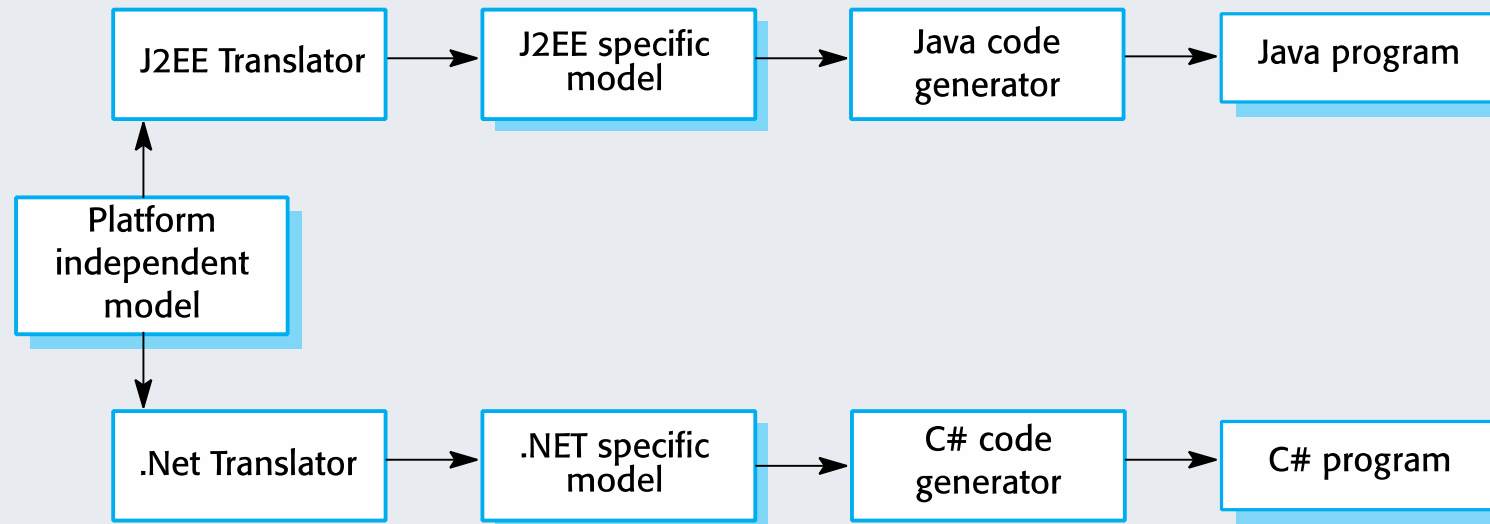 J2EE Translator
J2EE specific
model
Java code
generator
Java program
Platform
independent
model
.Net Translator
.NET specific
model
C# code
generator
C# program